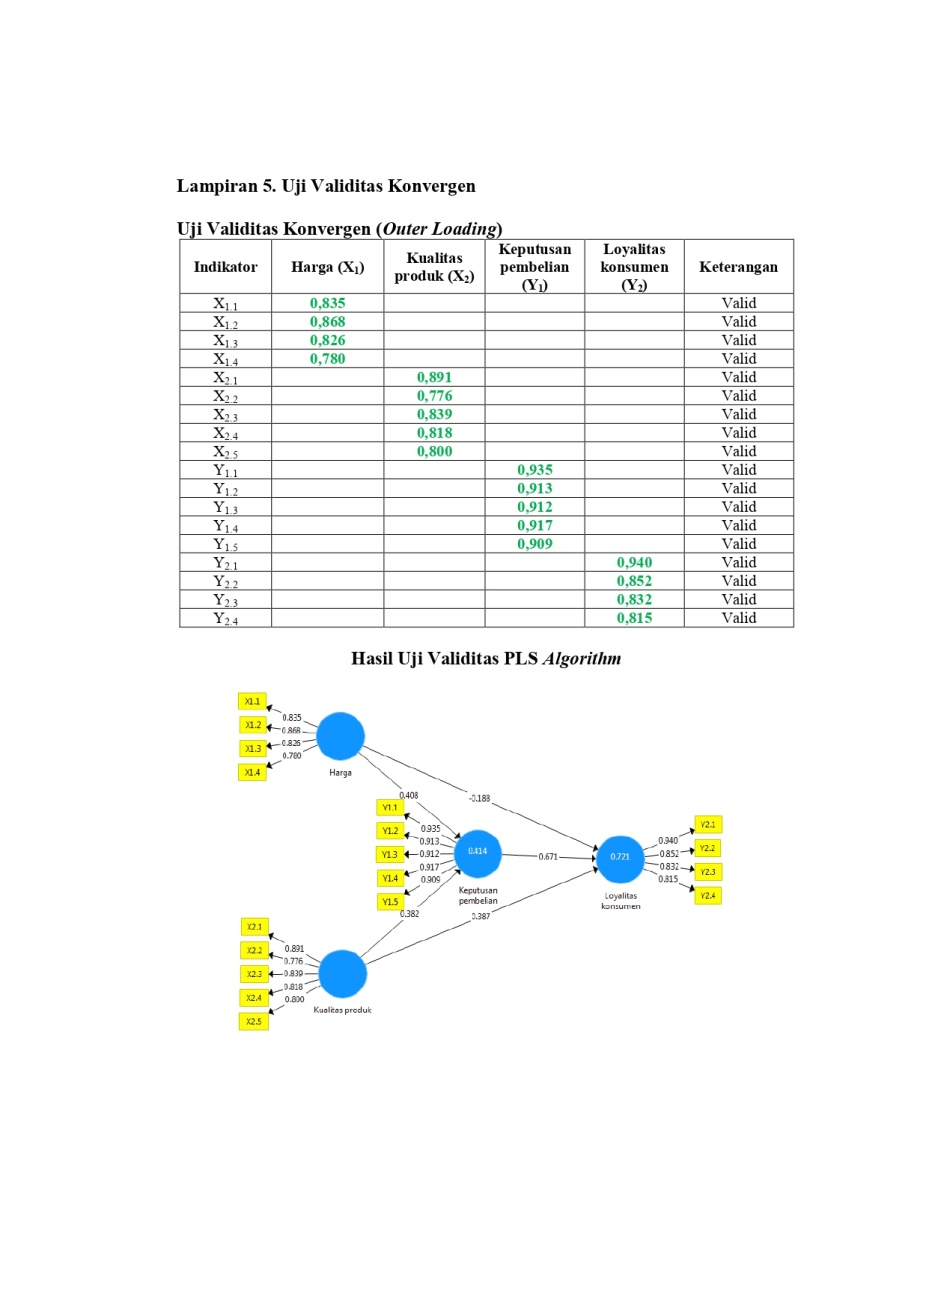 Lampiran 5. Uji Validitas Konvergen
Uji Validitas Konvergen (Outer Loading)
Indikator Harga (X1) Kualitas produk (X2) Keputusan pembelian (Y1) Loyalitas konsumen (Y2) Keterangan
X1.1 0,835 Valid
X1.2 0,868 Valid
X1.3 0,826 Valid
X1.4 0,780 Valid
X2.1 0,891 Valid
X2.2 0,776 Valid
X2.3 0,839 Valid
X2.4 0,818 Valid
X2.5 0,800 Valid
Y1.1 0,935 Valid
Y1.2 0,913 Valid
Y1.3 0,912 Valid
Y1.4 0,917 Valid
Y1.5 0,909 Valid
Y2.1 0,940 Valid
Y2.2 0,852 Valid
Y2.3 0,832 Valid
Y2.4 0,815 Valid
Hasil Uji Validitas PLS Algorithm
X1.1
X1.2
X1.3
X1.4
0.835
0.868
0.826
0.780
Harga
0.408
-0.188
Y1.1
Y1.2
Y1.3
Y1.4
Y1.5
0.935
0.913
0.912
0.917
0.909
0.414
Keputusan
pembelian
0.671
0.721
Loyalitas
konsumen
0.940
0.852
0.832
0.815
Y2.1
Y2.2
Y2.3
Y2.4
0.382
0.387
X2.1
X2.2
X2.3
X2.4
X2.5
0.891
0.776
0.839
0.818
0.800
Kualitas produk